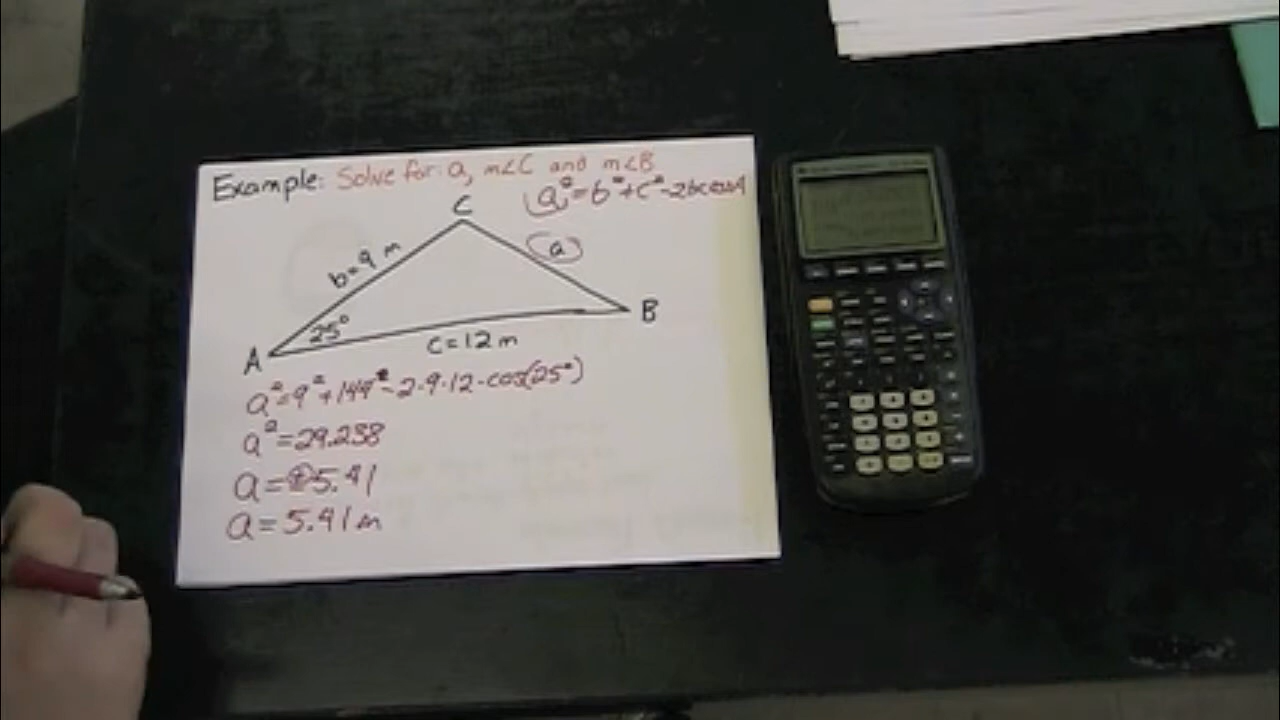 Example: Solve for: a, m∠C and m∠B
a² = b² + c² - 2bc cos A
C
b = 9 m
a
25°
B
A
c = 12 m
a² = 9² + 144² - 2·9·12·cos(25°)
a² = 29.238
a = ±5.41
a = 5.41 m